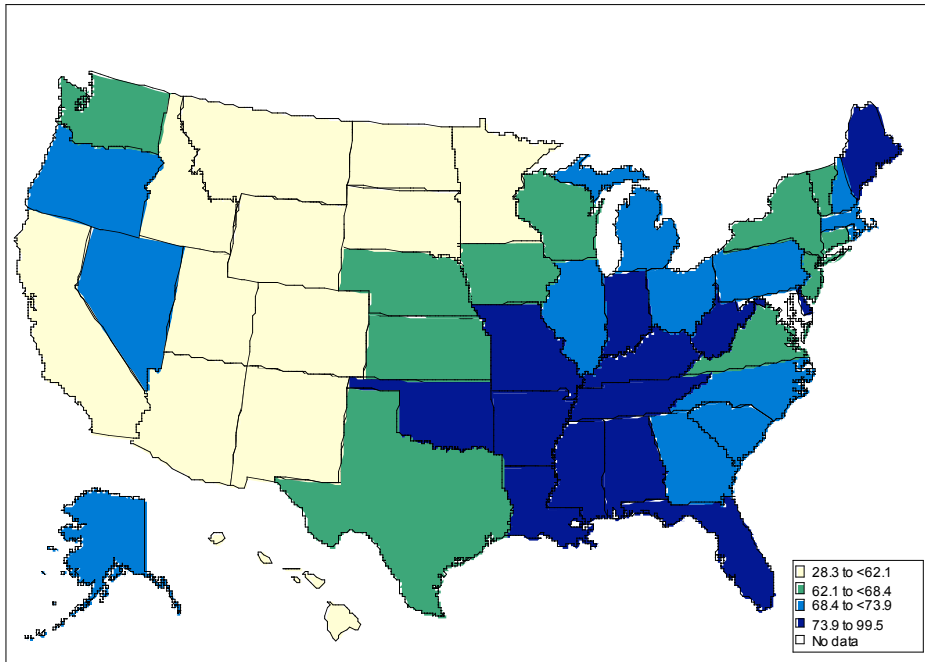 28.3 to <62.1
62.1 to <68.4
68.4 to <73.9
73.9 to 99.5
No data